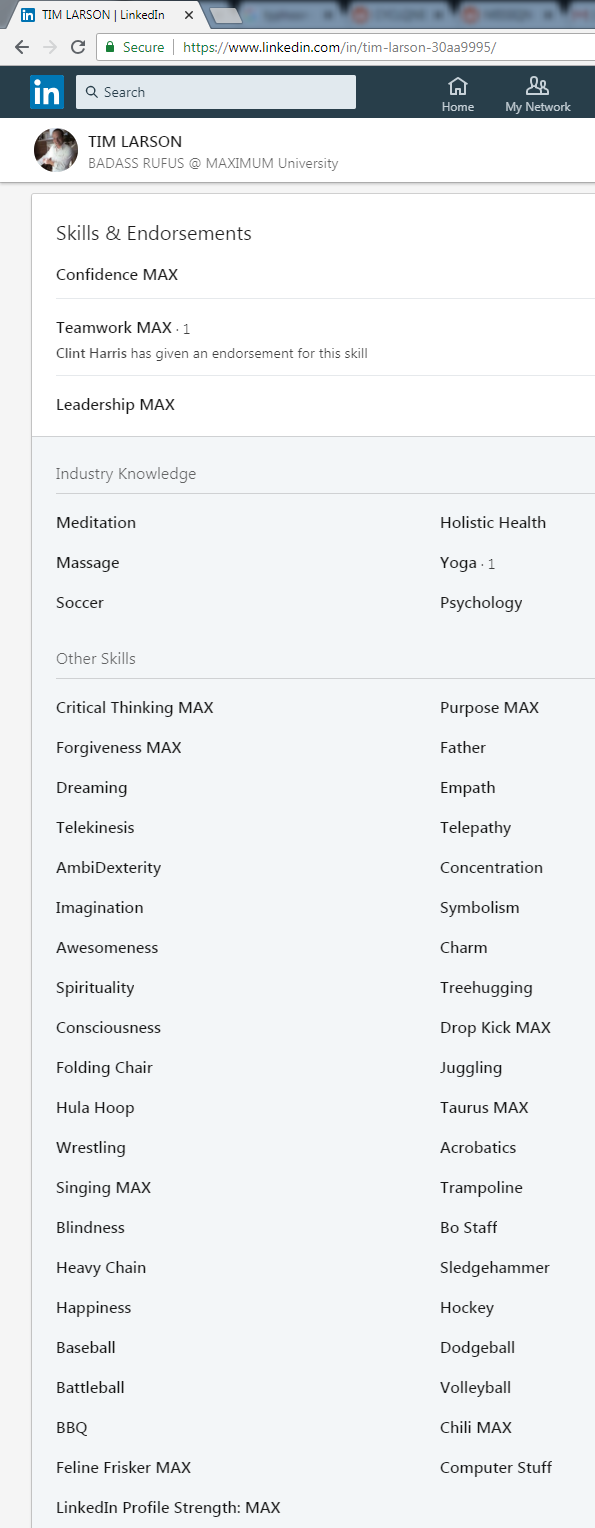 TIM LARSON | LinkedIn
Secure
https://www.linkedin.com/in/tim-larson-30aa9995/
in
Search
Home
My Network
TIM LARSON
BADASS RUFUS @ MAXIMUM University
Skills & Endorsements
Confidence MAX
Teamwork MAX · 1
Clint Harris has given an endorsement for this skill
Leadership MAX
Industry Knowledge
Meditation Holistic Health
Massage Yoga · 1
Soccer Psychology
Other Skills
Critical Thinking MAX Purpose MAX
Forgiveness MAX Father
Dreaming Empath
Telekinesis Telepathy
AmbiDexterity Concentration
Imagination Symbolism
Awesomeness Charm
Spirituality Treehugging
Consciousness Drop Kick MAX
Folding Chair Juggling
Hula Hoop Taurus MAX
Wrestling Acrobatics
Singing MAX Trampoline
Blindness Bo Staff
Heavy Chain Sledgehammer
Happiness Hockey
Baseball Dodgeball
Battleball Volleyball
BBQ Chili MAX
Feline Frisker MAX Computer Stuff
LinkedIn Profile Strength: MAX